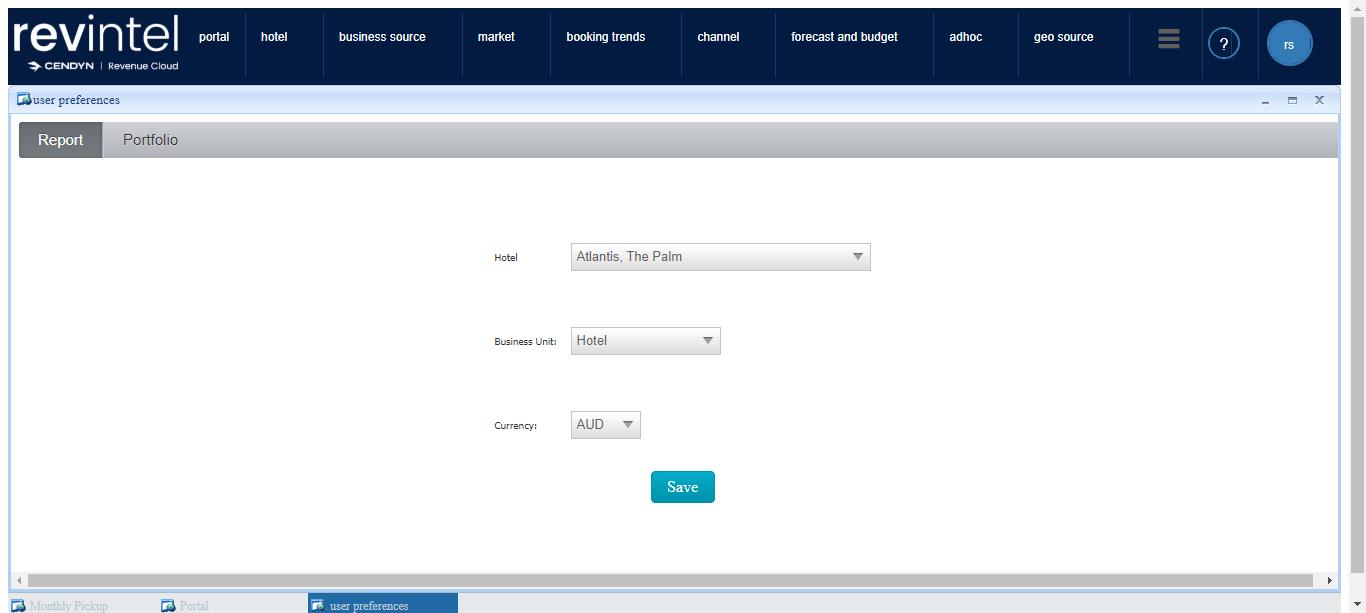 revintel
CENDYN | Revenue Cloud
portal hotel business source market booking trends channel forecast and budget adhoc geo source ? rs
user preferences
Report Portfolio
Hotel Atlantis, The Palm
Business Unit: Hotel
Currency: AUD
Save
Monthly Pickup Portal user preferences